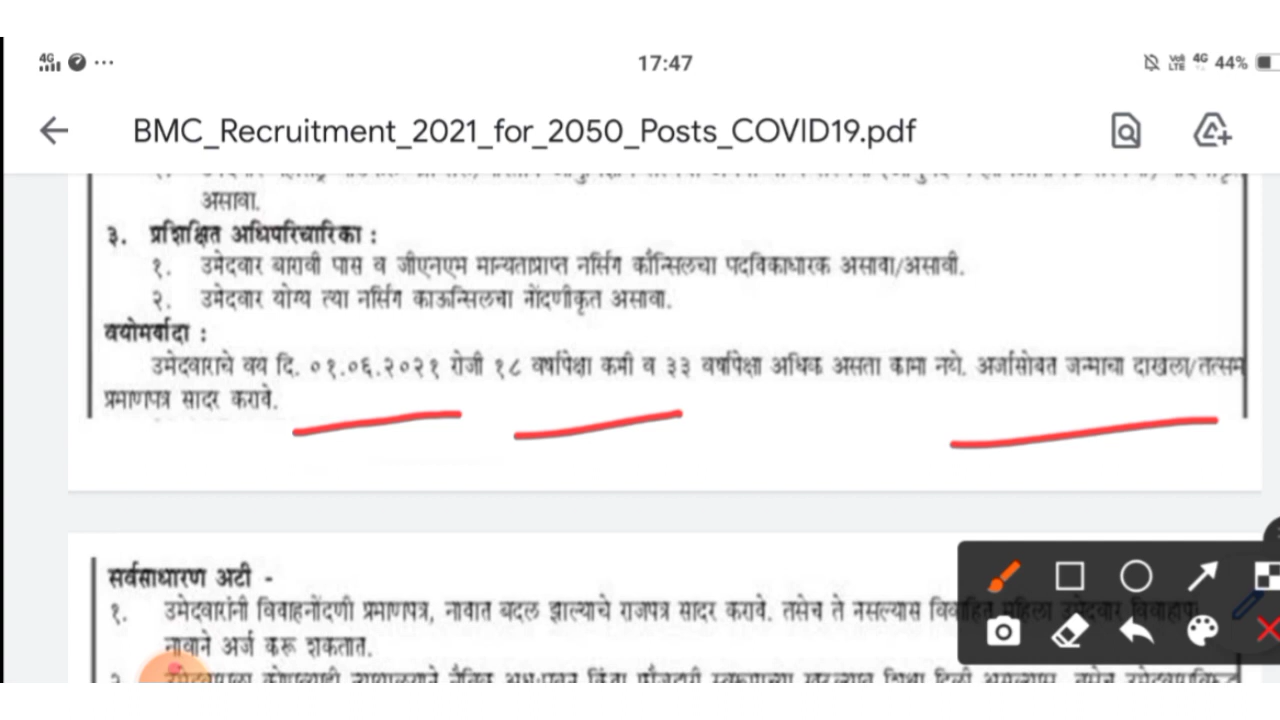 4G
17:47
VoI LTE 4G 44%
BMC_Recruitment_2021_for_2050_Posts_COVID19.pdf
असावा.
३. प्रशिक्षित अधिपरिचारिका :
१. उमेदवार बारावी पास व जीएनएम मान्यताप्राप्त नर्सिंग कौन्सिलचा पदविकाधारक असावा/असावी.
२. उमेदवार योग्य त्या नर्सिंग काऊन्सिलचा नोंदणीकृत असावा.
वयोमर्यादा :
उमेदवाराचे वय दि. ०१.०६.२०२१ रोजी १८ वर्षापेक्षा कमी व ३३ वर्षापेक्षा अधिक असता कामा नये. अर्जासोबत जन्माचा दाखला/तत्सम
प्रमाणपत्र सादर करावे.
सर्वसाधारण अटी -
१. उमेदवारांनी विवाहनोंदणी प्रमाणपत्र, नावात बदल झाल्याचे राजपत्र सादर करावे. तसेच ते नसल्यास विवाहित महिला उमेदवार
नावाने अर्ज करू शकतात.